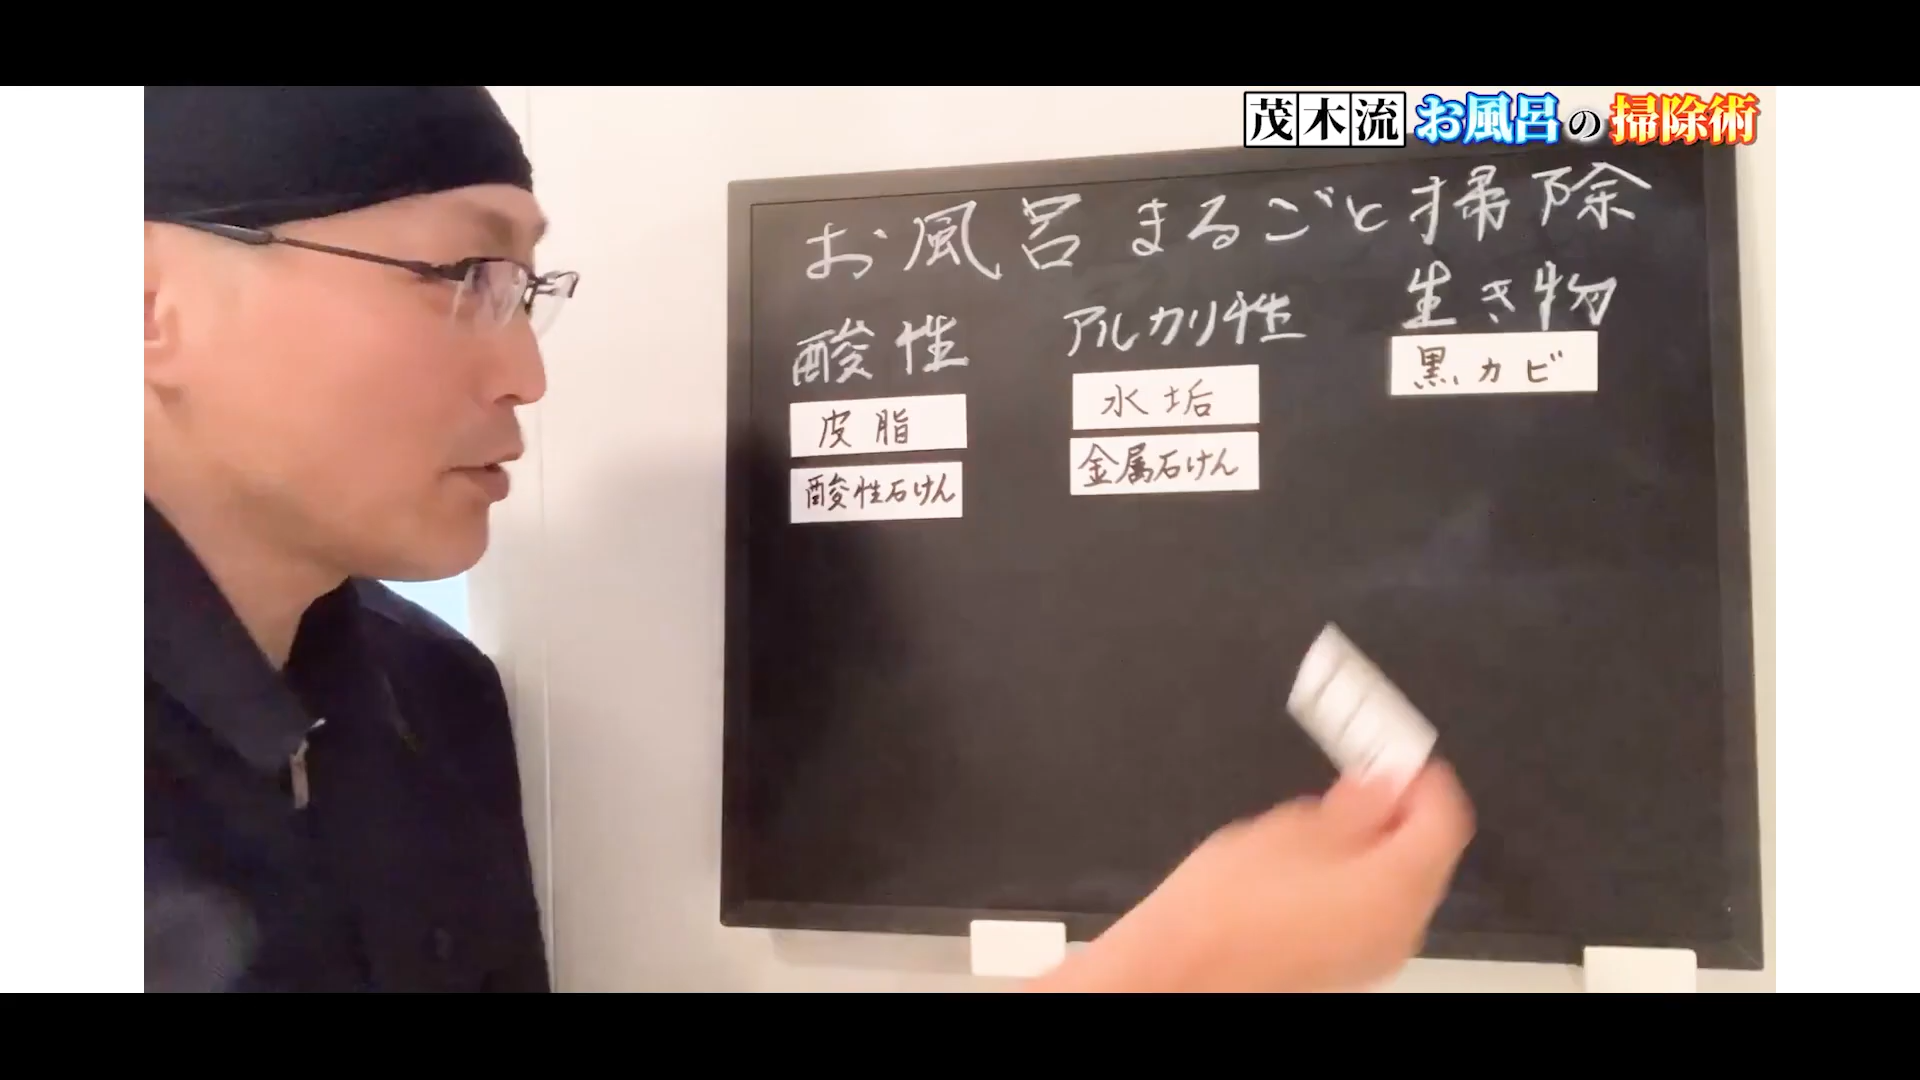 茂木流 お風呂の掃除術
お風呂まるごと掃除
酸性
皮脂
酸性石けん
アルカリ性
水垢
金属石けん
生き物
黒カビ